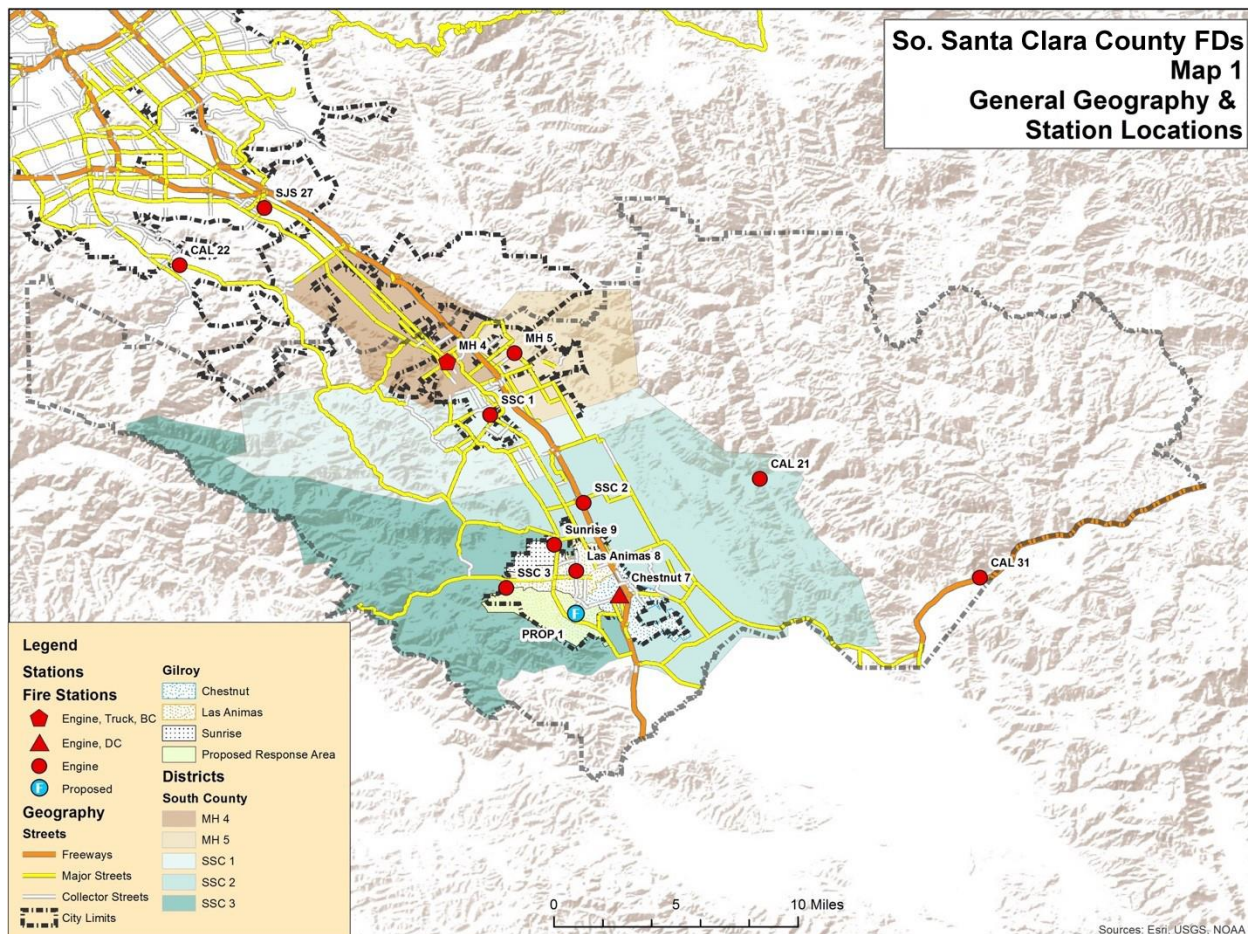 So. Santa Clara County FDs
Map 1
General Geography &
Station Locations
SJS 27
CAL 22
MH 4
MH 5
SSC 1
CAL 21
SSC 2
Sunrise 9
Las Animas 8
SSC 3
Chestnut 7
CAL 31
PROP 1
Legend
Stations
Fire Stations
Engine, Truck, BC
Engine, DC
Engine
F
Proposed
Geography
Streets
Freeways
Major Streets
Collector Streets
City Limits
Gilroy
Chestnut
Las Animas
Sunrise
Proposed Response Area
Districts
South County
MH 4
MH 5
SSC 1
SSC 2
SSC 3
F
0 5 10 Miles
Sources: Esri, USGS, NOAA